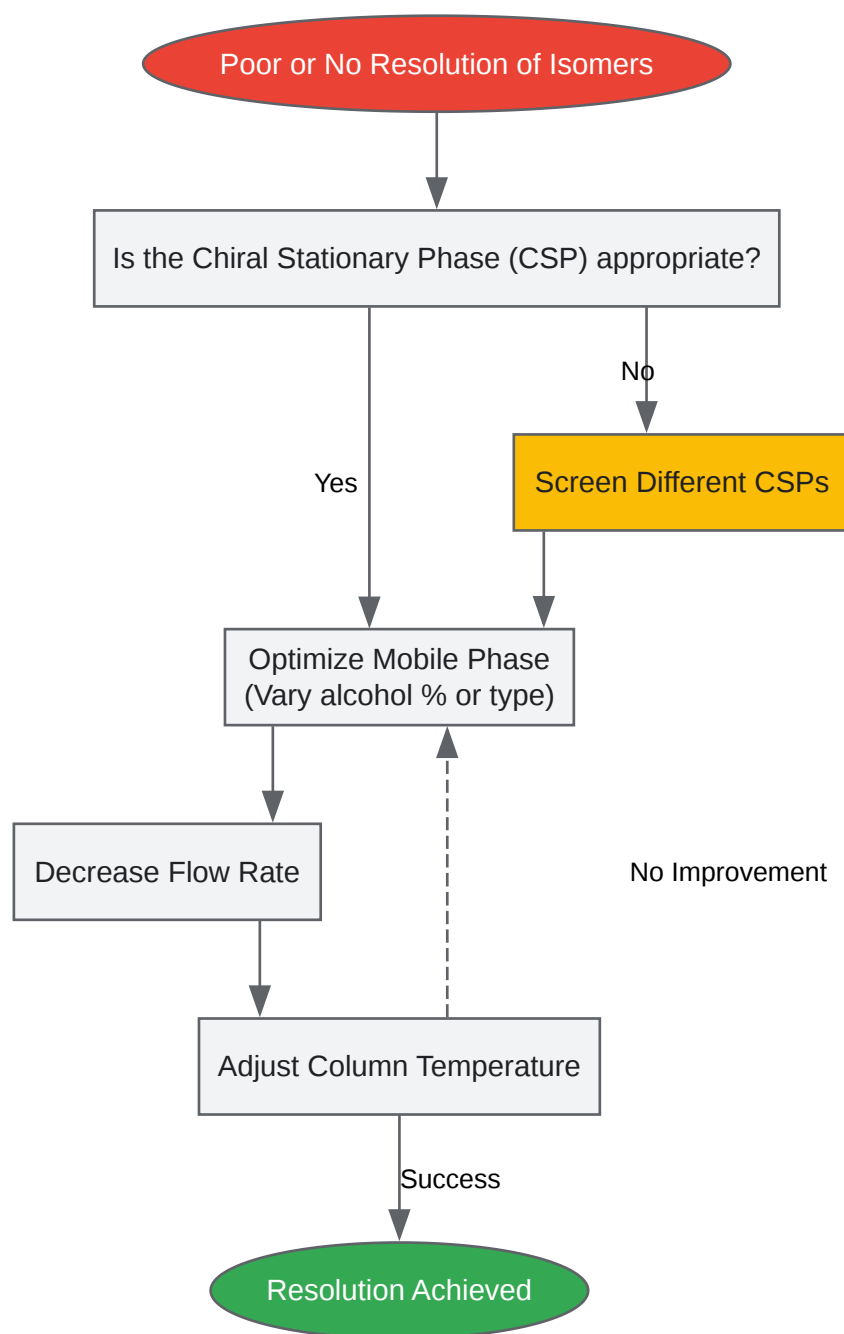 Poor or No Resolution of Isomers
Is the Chiral Stationary Phase (CSP) appropriate?
No
Yes
Screen Different CSPs
Optimize Mobile Phase
(Vary alcohol % or type)
Decrease Flow Rate
No Improvement
Adjust Column Temperature
Success
Resolution Achieved